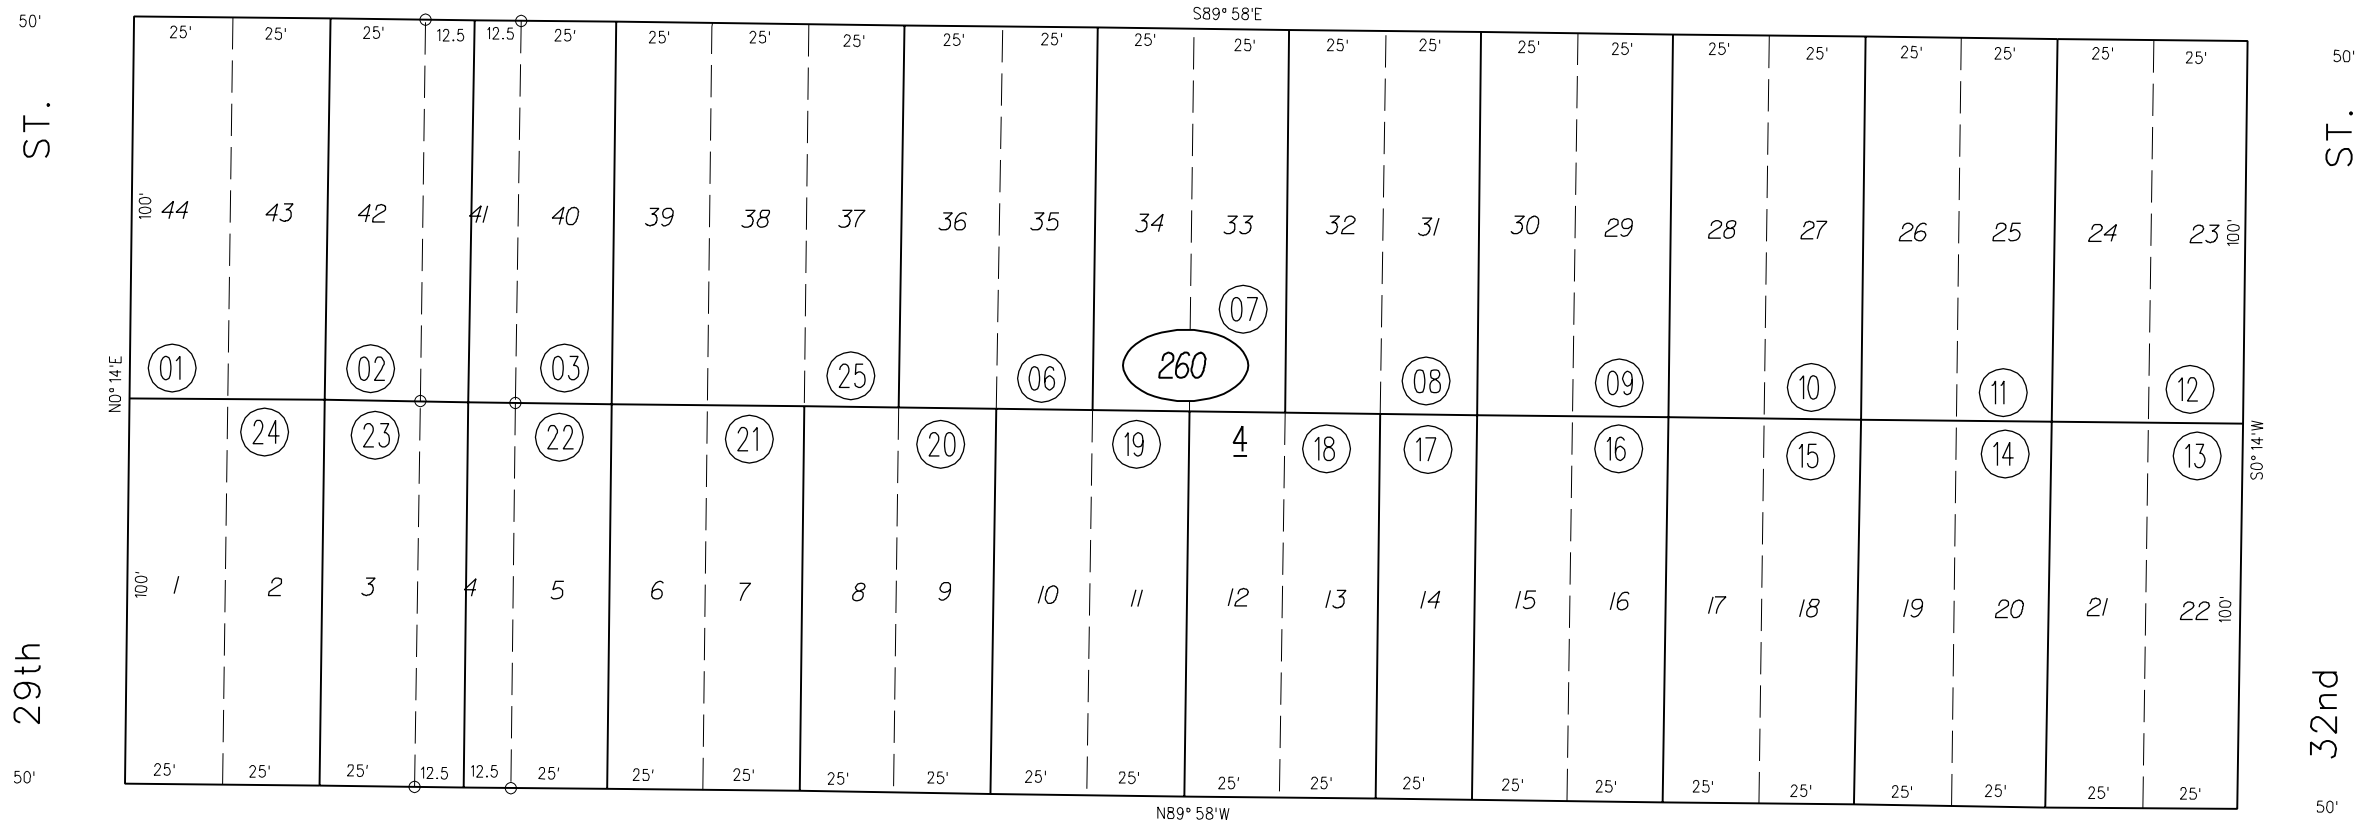 50' S89° 58'E 50'
25' 25' 25' 12.5 12.5 25' 25' 25' 25' 25' 25' 25' 25' 25' 25' 25' 25' 25' 25' 25' 25' 25' 25'
ST. ST.
100' 44 43 42 41 40 39 38 37 36 35 34 33 32 31 30 29 28 27 26 25 24 23 100'
07
260
01 02 03 25 06 08 09 10 11 12
N0° 14'E
24 23 22 21 20 19 4 18 17 16 15 14 13
S0° 14'W
100' 1 2 3 4 5 6 7 8 9 10 11 12 13 14 15 16 17 18 19 20 21 22 100'
29th 32nd
25' 25' 25' 12.5 12.5 25' 25' 25' 25' 25' 25' 25' 25' 25' 25' 25' 25' 25' 25' 25' 25' 25' 25'
50' N89° 58'W 50'